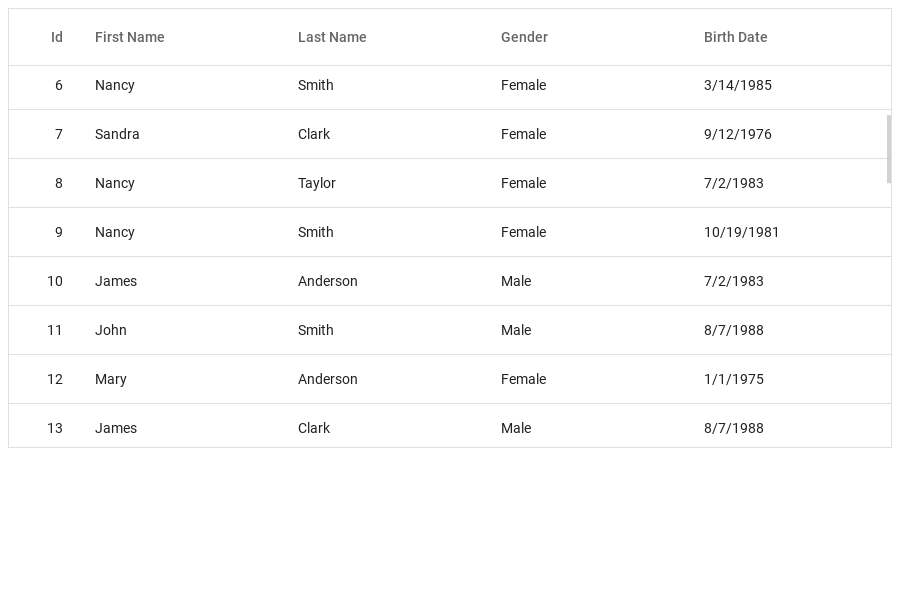 Id First Name Last Name Gender Birth Date
6 Nancy Smith Female 3/14/1985
7 Sandra Clark Female 9/12/1976
8 Nancy Taylor Female 7/2/1983
9 Nancy Smith Female 10/19/1981
10 James Anderson Male 7/2/1983
11 John Smith Male 8/7/1988
12 Mary Anderson Female 1/1/1975
13 James Clark Male 8/7/1988